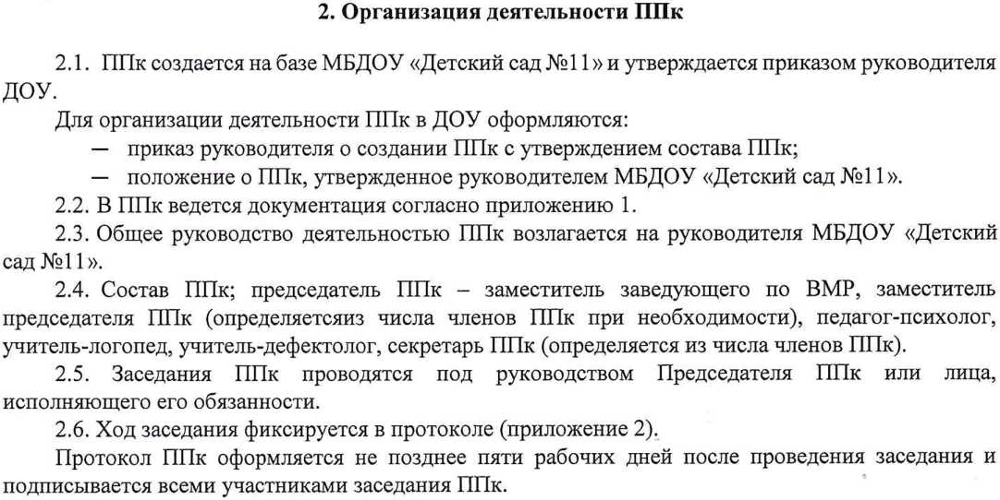 2. Организация деятельности ППк
2.1. ППк создается на базе МБДОУ «Детский сад №11» и утверждается приказом руководителя
ДОУ.
Для организации деятельности ППк в ДОУ оформляются:
— приказ руководителя о создании ППк с утверждением состава ППк;
— положение о ППк, утвержденное руководителем МБДОУ «Детский сад №11».
2.2. В ППк ведется документация согласно приложению 1.
2.3. Общее руководство деятельностью ППк возлагается на руководителя МБДОУ «Детский
сад №11».
2.4. Состав ППк; председатель ППк – заместитель заведующего по ВМР, заместитель
председателя ППк (определяетсяиз числа членов ППк при необходимости), педагог-психолог,
учитель-логопед, учитель-дефектолог, секретарь ППк (определяется из числа членов ППк).
2.5. Заседания ППк проводятся под руководством Председателя ППк или лица,
исполняющего его обязанности.
2.6. Ход заседания фиксируется в протоколе (приложение 2).
Протокол ППк оформляется не позднее пяти рабочих дней после проведения заседания и
подписывается всеми участниками заседания ППк.